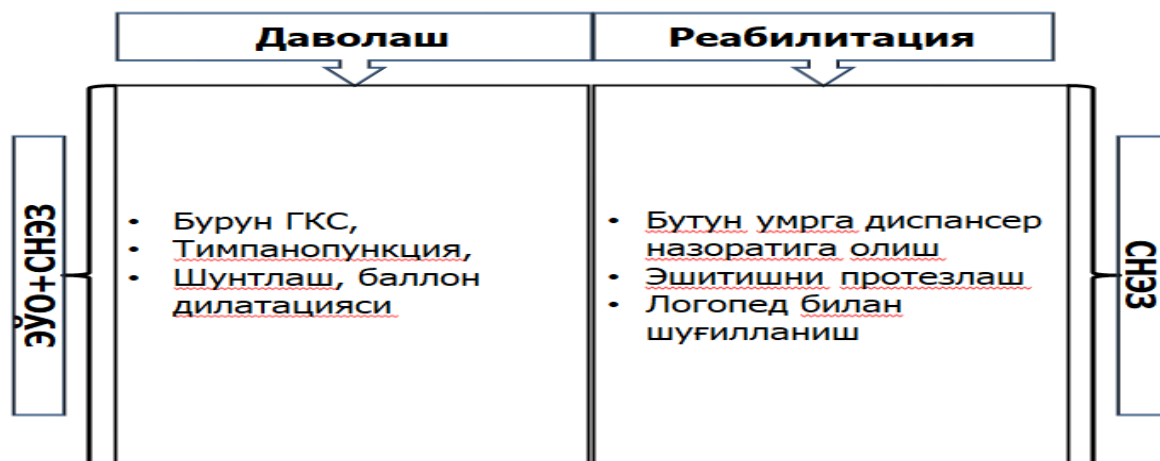 Даволаш
Реабилитация
ЭЙО+СНЭЗ
• Бурун ГКС,
• Тимпанопункция,
• Шунтлаш, баллон
дилатацияси
• Бутун умрга диспансер
назоратига олиш
• Эшитишни протезлаш
• Логопед билан
шуғилланиш
СНЭЗ